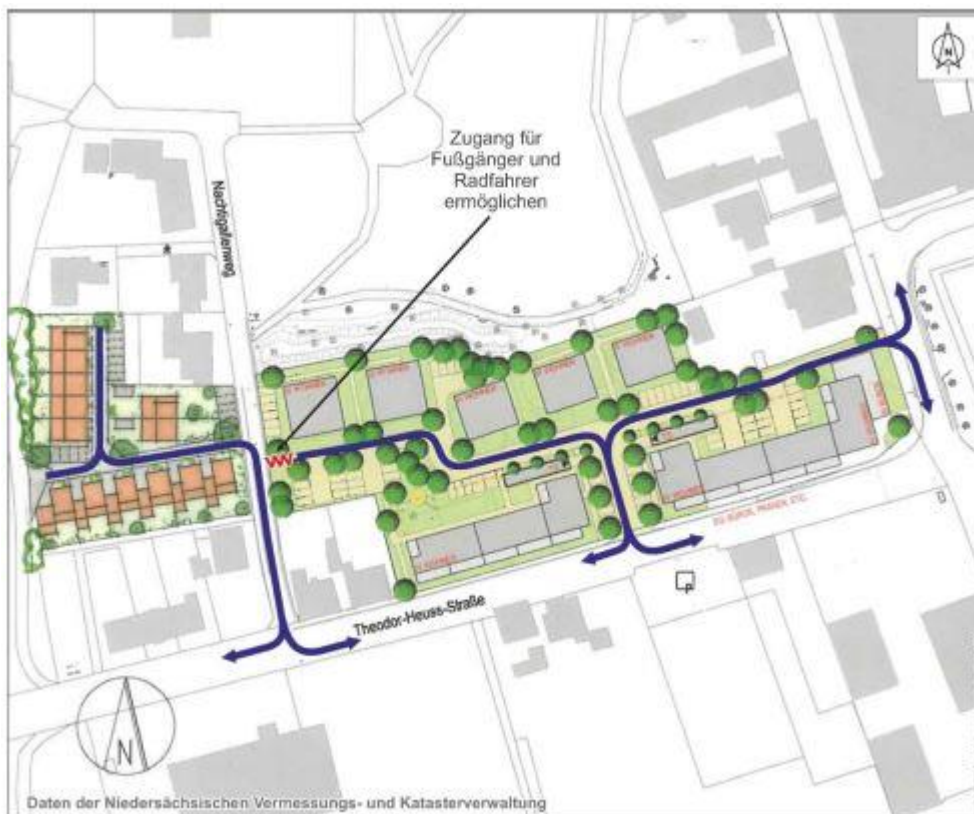 N
Zugang für
Fußgänger und
Radfahrer
ermöglichen
Nachtigallenweg
Theodor-Heuss-Straße
P
N
Daten der Niedersächsischen Vermessungs- und Katasterverwaltung